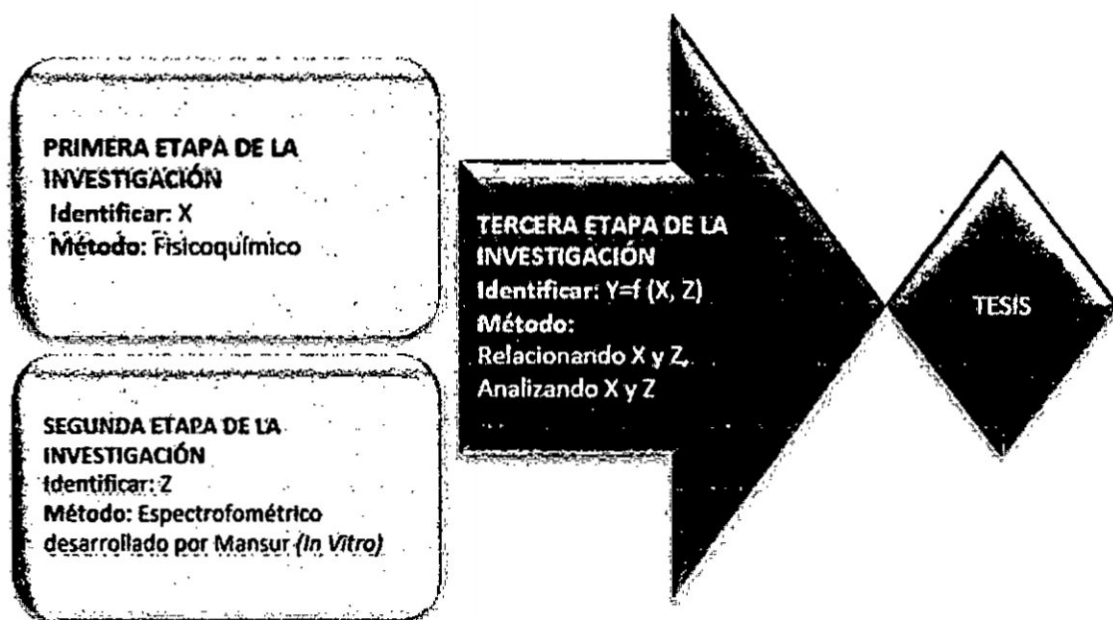 PRIMERA ETAPA DE LA
INVESTIGACIÓN
Identificar: X
Método: Fisicoquímico
SEGUNDA ETAPA DE LA
INVESTIGACIÓN
Identificar: Z
Método: Espectrofométrico
desarrollado por Mansur (In Vitro)
TERCERA ETAPA DE LA
INVESTIGACIÓN
Identificar: Y=f (X, Z)
Método:
Relacionando X y Z,
Analizando X y Z
TESIS